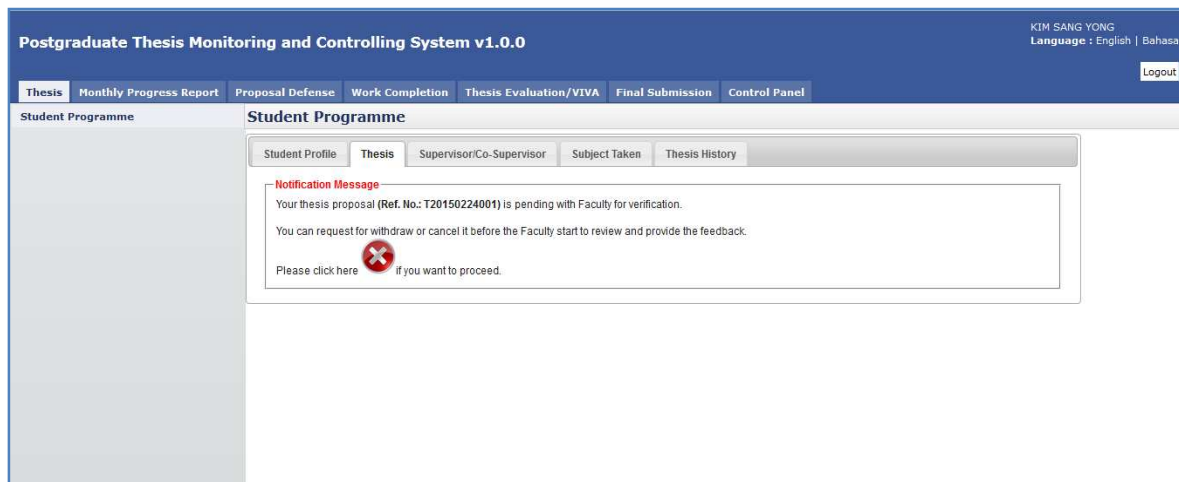 KIM SANG YONG
Postgraduate Thesis Monitoring and Controlling System v1.0.0
Language : English | Bahasa
Logout
Thesis Monthly Progress Report Proposal Defense Work Completion Thesis Evaluation/VIVA Final Submission Control Panel
Student Programme
Student Programme
Student Profile Thesis Supervisor/Co-Supervisor Subject Taken Thesis History
Notification Message
Your thesis proposal (Ref. No.: T20150224001) is pending with Faculty for verification.
You can request for withdraw or cancel it before the Faculty start to review and provide the feedback.
Please click here if you want to proceed.